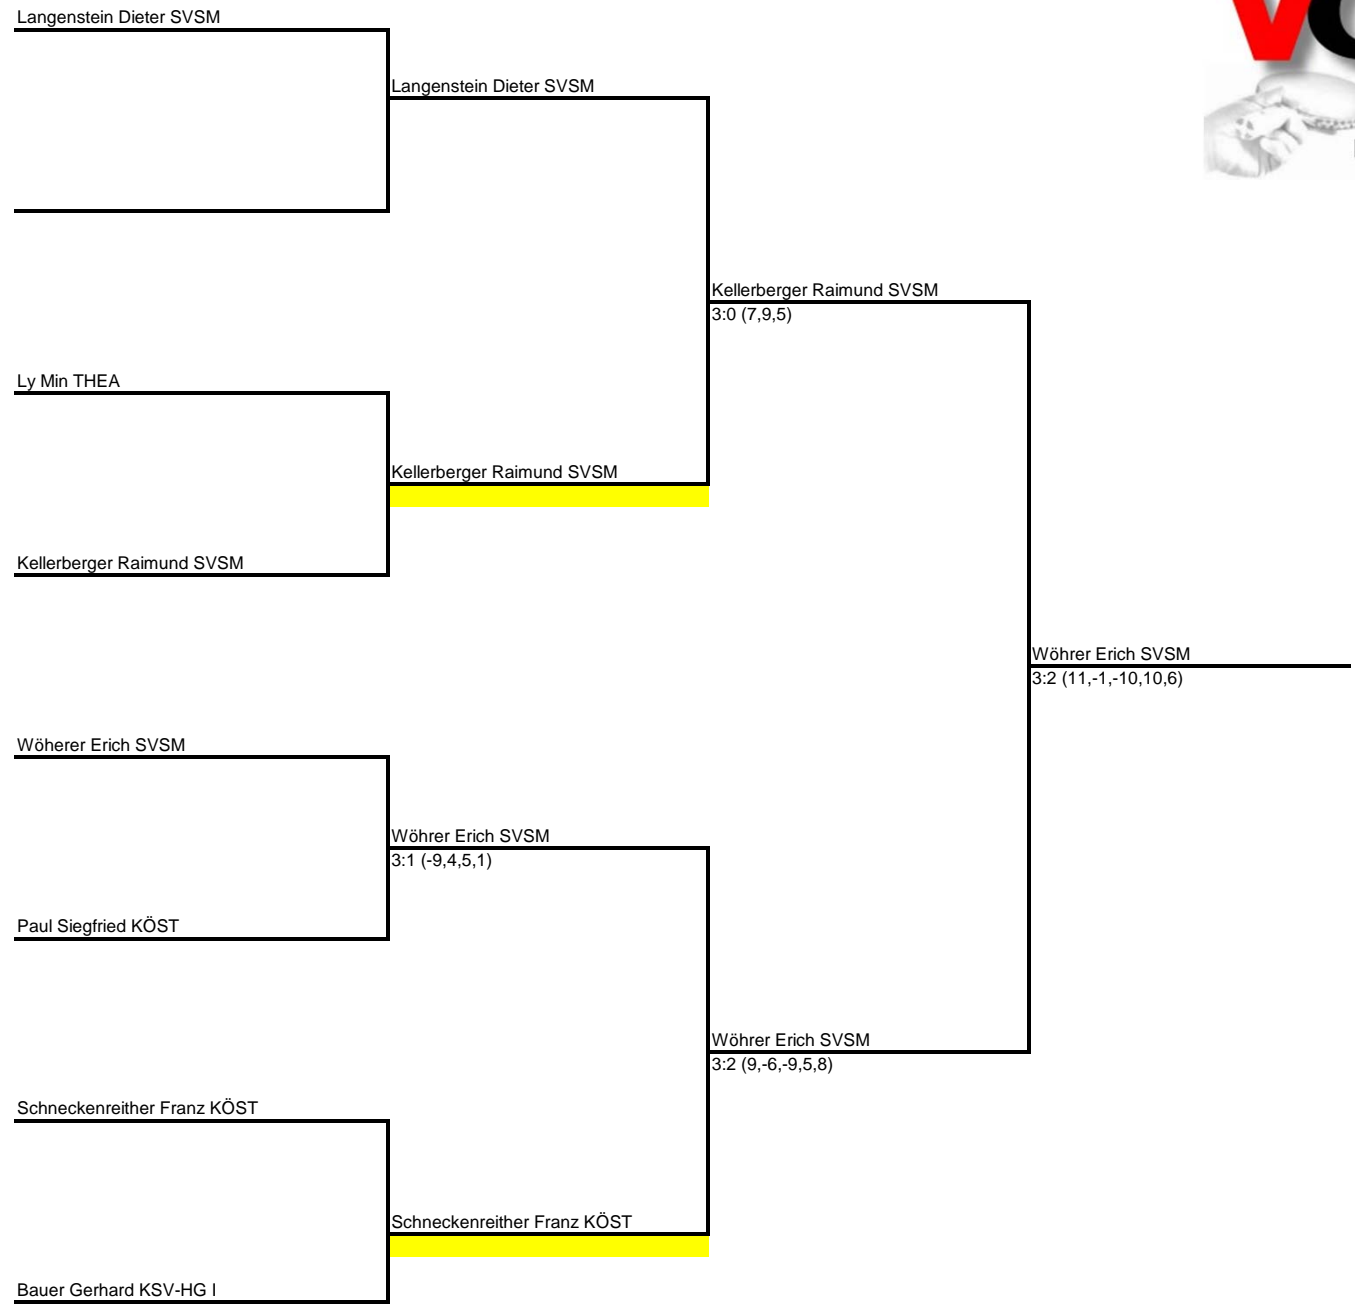 Langenstein Dieter SVSM
Langenstein Dieter SVSM
Kellerberger Raimund SVSM
3:0 (7,9,5)
Ly Min THEA
Kellerberger Raimund SVSM
Kellerberger Raimund SVSM
Wöhrer Erich SVSM
3:2 (11,-1,-10,10,6)
Wöherer Erich SVSM
Wöhrer Erich SVSM
3:1 (-9,4,5,1)
Paul Siegfried KÖST
Wöhrer Erich SVSM
3:2 (9,-6,-9,5,8)
Schneckenreither Franz KÖST
Schneckenreither Franz KÖST
Bauer Gerhard KSV-HG I